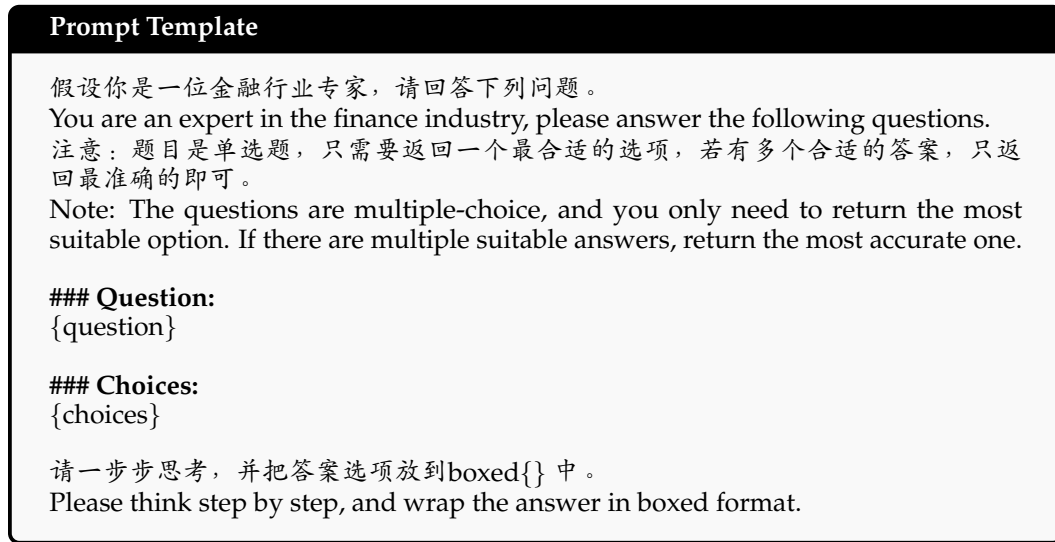 Prompt Template
假设你是一位金融行业专家，请回答下列问题。
You are an expert in the finance industry, please answer the following questions.
注意：题目是单选题，只需要返回一个最合适的选项，若有多个合适的答案，只返
回最准确的即可。
Note: The questions are multiple-choice, and you only need to return the most
suitable option. If there are multiple suitable answers, return the most accurate one.
### Question:
{question}
### Choices:
{choices}
请一步步思考，并把答案选项放到boxed{} 中。
Please think step by step, and wrap the answer in boxed format.